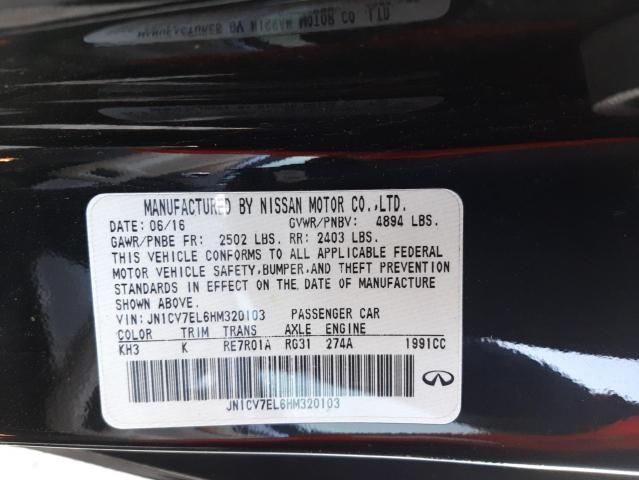 MANUFACTURED BY NISSAN MOTOR CO.,LTD.
DATE: 06/16 GVWR/PNBV: 4894 LBS.
GAWR/PNBE FR: 2502 LBS. RR: 2403 LBS.
THIS VEHICLE CONFORMS TO ALL APPLICABLE FEDERAL
MOTOR VEHICLE SAFETY,BUMPER,AND THEFT PREVENTION
STANDARDS IN EFFECT ON THE DATE OF MANUFACTURE
SHOWN ABOVE.
VIN: JN1CV7EL6HM320103 PASSENGER CAR
COLOR TRIM TRANS AXLE ENGINE
KH3 K RE7R01A RG31 274A 1991CC
JN1CV7EL6HM320103